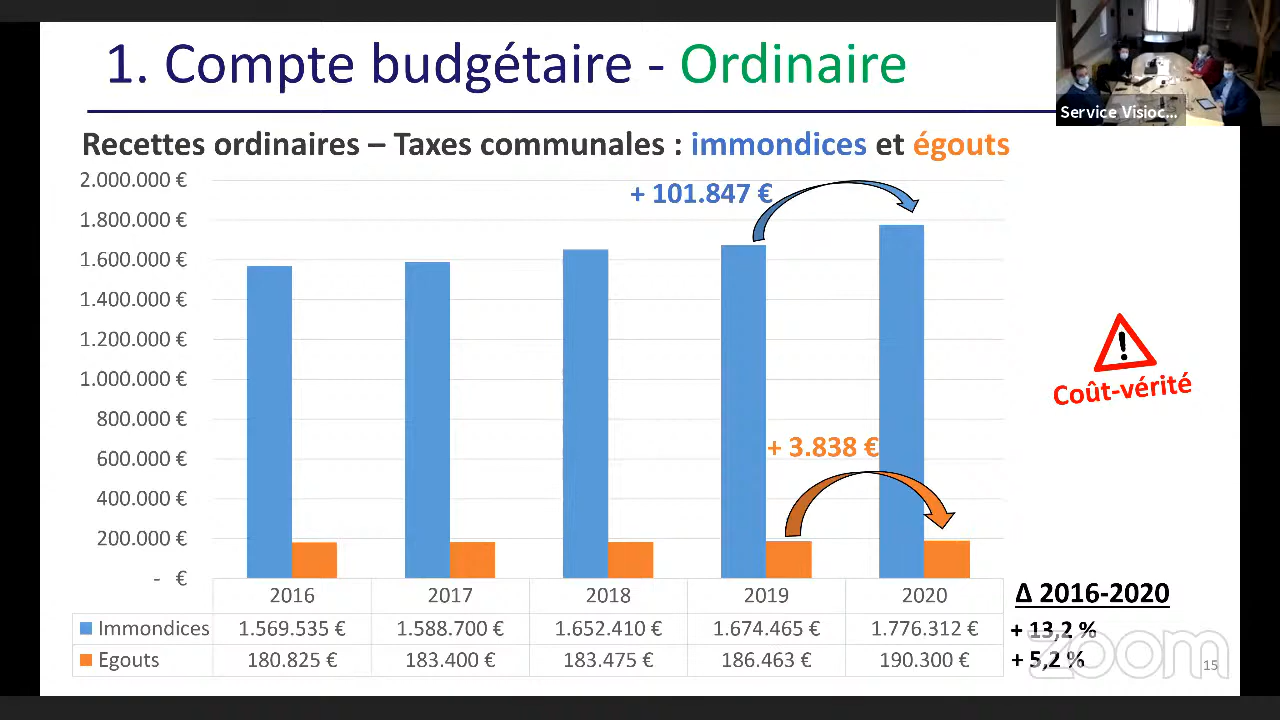 1. Compte budgétaire - Ordinaire
Service Visioc...
Recettes ordinaires – Taxes communales : immondices et égouts
2.000.000 €
1.800.000 €
1.600.000 €
1.400.000 €
1.200.000 €
1.000.000 €
800.000 €
600.000 €
400.000 €
200.000 €
- €
+ 101.847 €
+ 3.838 €
!
Coût-vérité
2016 2017 2018 2019 2020
Δ 2016-2020
Immondices 1.569.535 € 1.588.700 € 1.652.410 € 1.674.465 € 1.776.312 € + 13,2 %
Egouts 180.825 € 183.400 € 183.475 € 186.463 € 190.300 € + 5,2 %
zoom
15